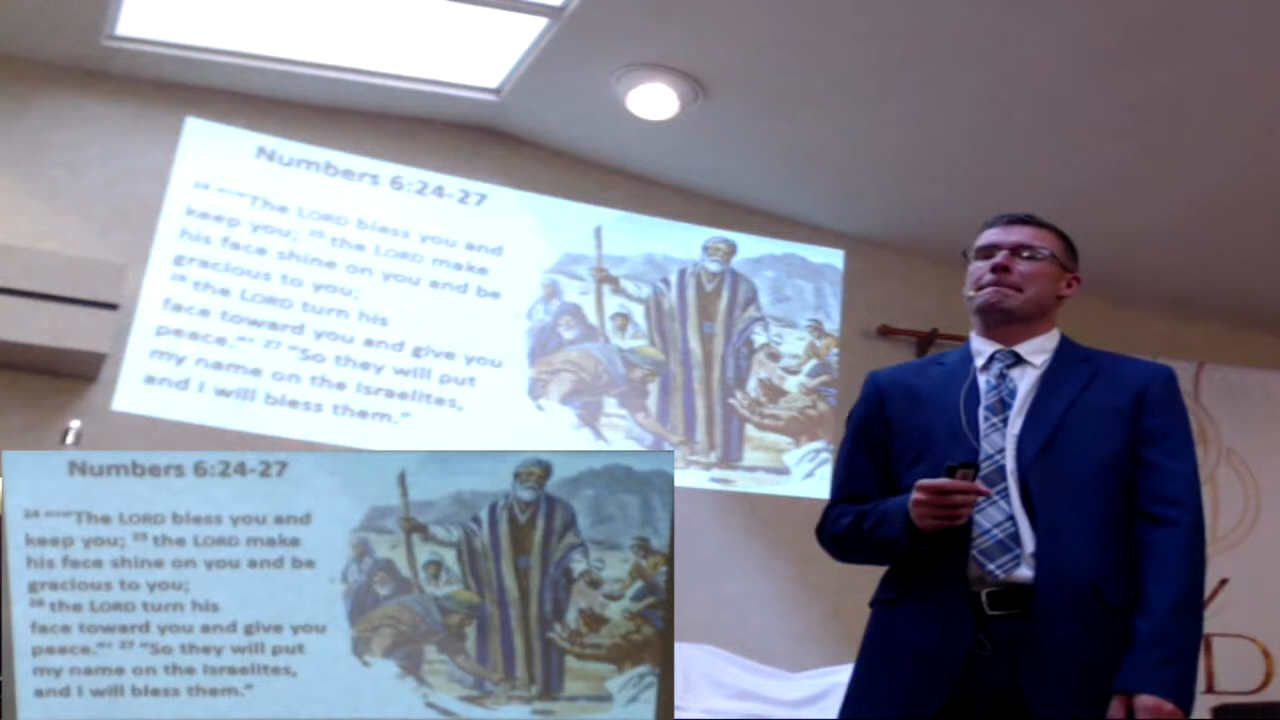 Numbers 6:24-27
"The LORD bless you and
keep you; 25 the LORD make
his face shine on you and be
gracious to you;
26 the LORD turn his
face toward you and give you
peace."' 27 "So they will put
my name on the Israelites,
and I will bless them."
Numbers 6:24-27
24 "'"The LORD bless you and
keep you; 25 the LORD make
his face shine on you and be
gracious to you;
26 the LORD turn his
face toward you and give you
peace."' 27 "So they will put
my name on the Israelites,
and I will bless them."
D